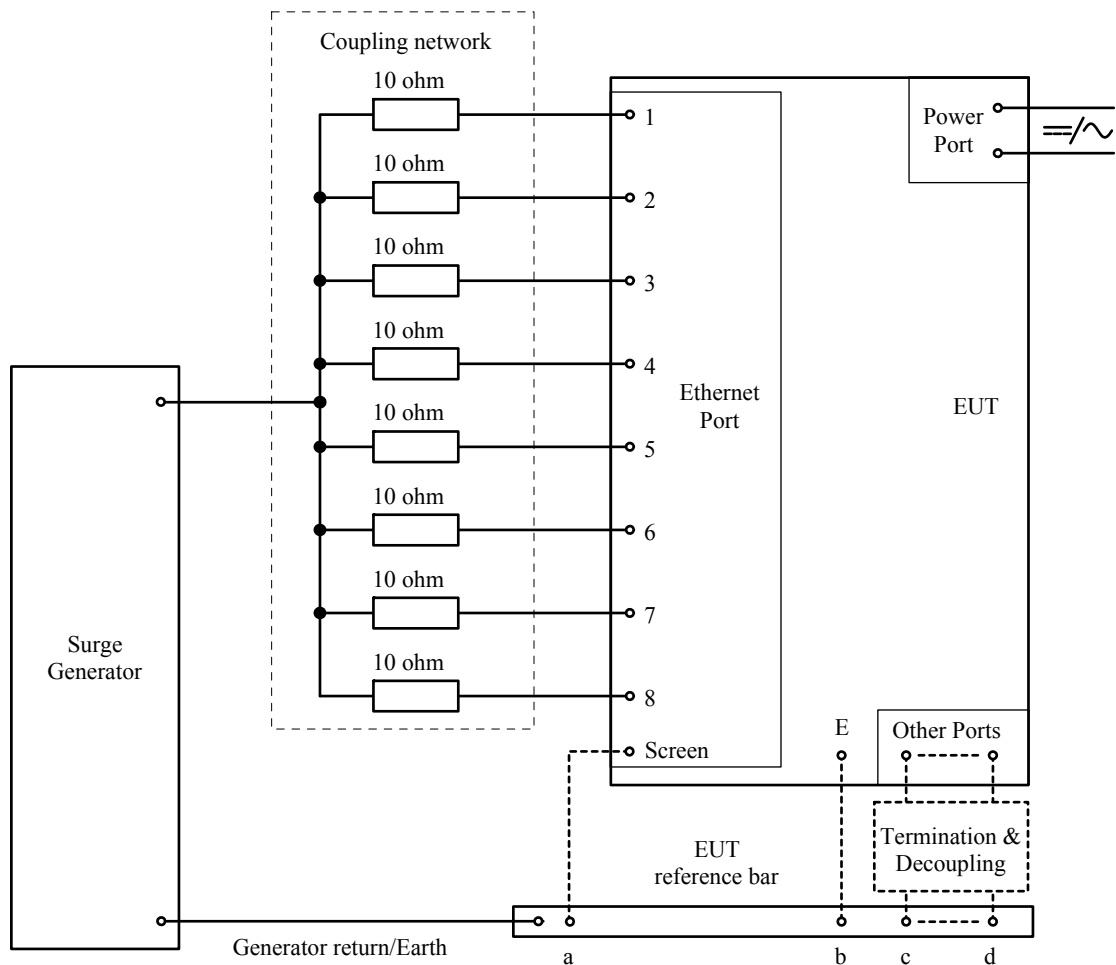 Coupling network
10 ohm
1
Power
Port
10 ohm
2
10 ohm
3
10 ohm
4
Ethernet
Port
EUT
10 ohm
5
10 ohm
6
10 ohm
7
Surge
Generator
10 ohm
8
E
Other Ports
Screen
Termination &
Decoupling
EUT
reference bar
Generator return/Earth
a
b
c
d